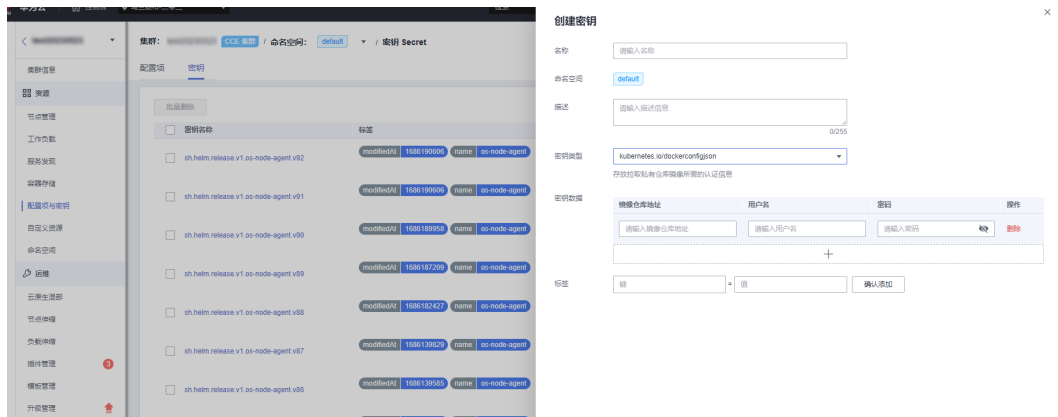 华为云
控制台
搜索
集群: CCE 集群 / 命名空间: default / 密钥 Secret
配置项 密钥
集群信息
资源
节点管理
工作负载
服务发现
容器存储
配置项与密钥
自定义资源
命名空间
运维
云原生混部
节点伸缩
负载伸缩
插件管理 3
模板管理
升级管理
批量删除
密钥名称 标签
sh.helm.release.v1.os-node-agent.v92 modifiedAt 1686190606 name os-node-agent
sh.helm.release.v1.os-node-agent.v91 modifiedAt 1686190606 name os-node-agent
sh.helm.release.v1.os-node-agent.v90 modifiedAt 1686189958 name os-node-agent
sh.helm.release.v1.os-node-agent.v89 modifiedAt 1686187209 name os-node-agent
sh.helm.release.v1.os-node-agent.v88 modifiedAt 1686182427 name os-node-agent
sh.helm.release.v1.os-node-agent.v87 modifiedAt 1686139829 name os-node-agent
sh.helm.release.v1.os-node-agent.v86 modifiedAt 1686139585 name os-node-agent
创建密钥
名称 请输入名称
命名空间 default
描述 请输入描述信息
0/255
密钥类型 kubernetes.io/dockerconfigjson
存放拉取私有仓库镜像所需的认证信息
密钥数据
镜像仓库地址 用户名 密码 操作
请输入镜像仓库地址 请输入用户名 请输入密码 删除
标签 键 = 值 确认添加